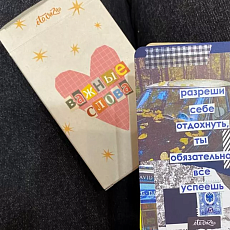 важные
слова
разреши
себе
отдохнуть,
ты
обязательно
все
успеешь